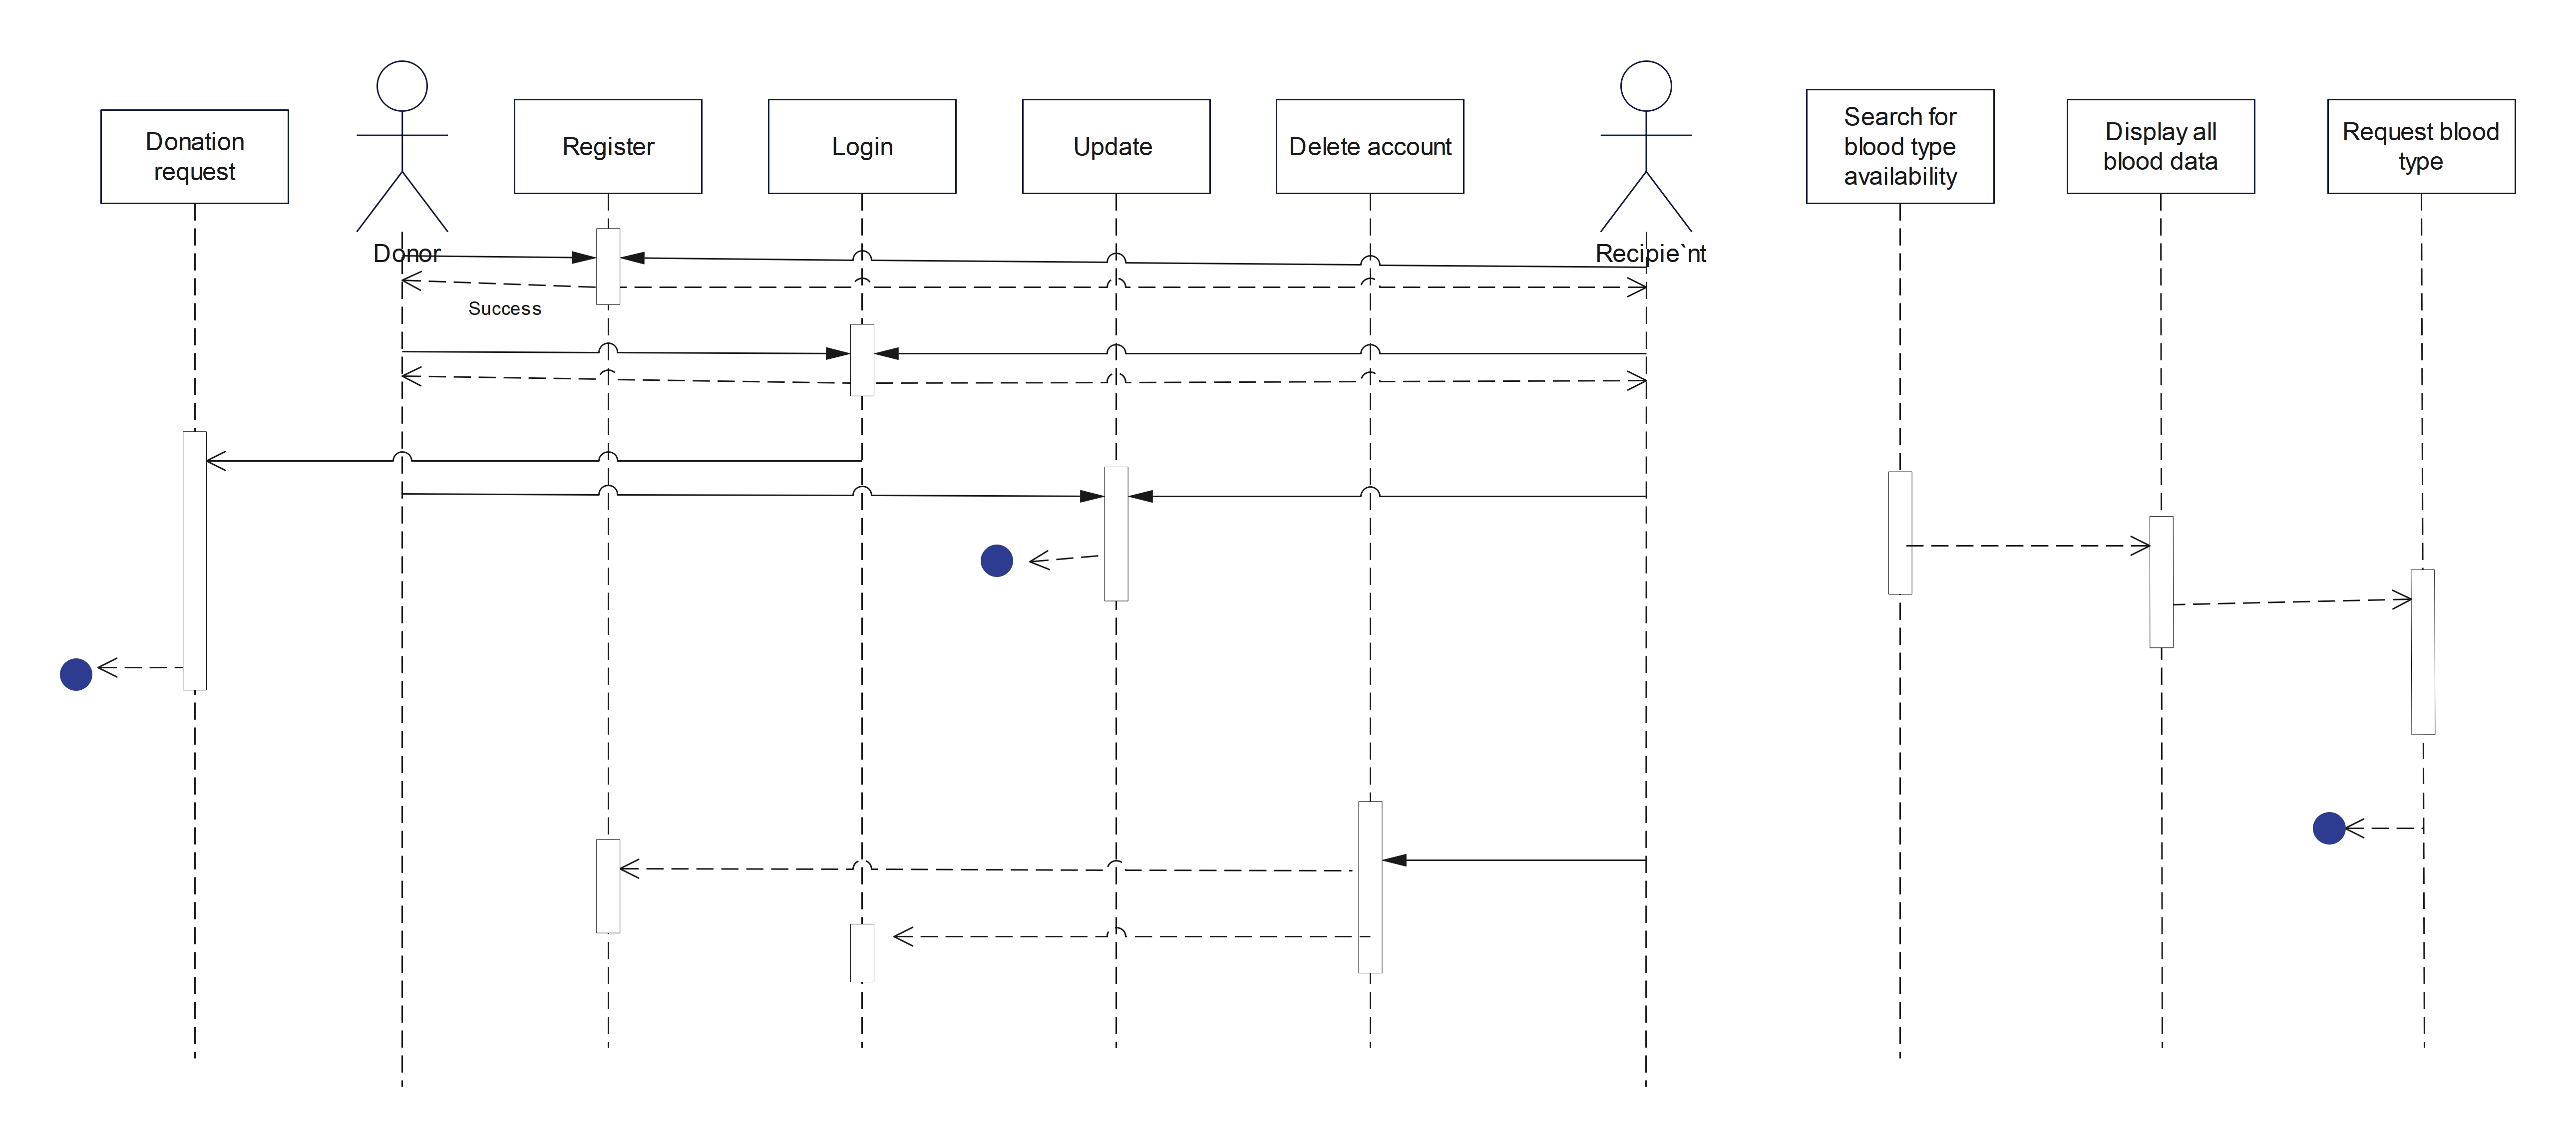 Donation
request
Register
Login
Update
Delete account
Search for
blood type
availability
Display all
blood data
Request blood
type
Donor
Recipie`nt
Success